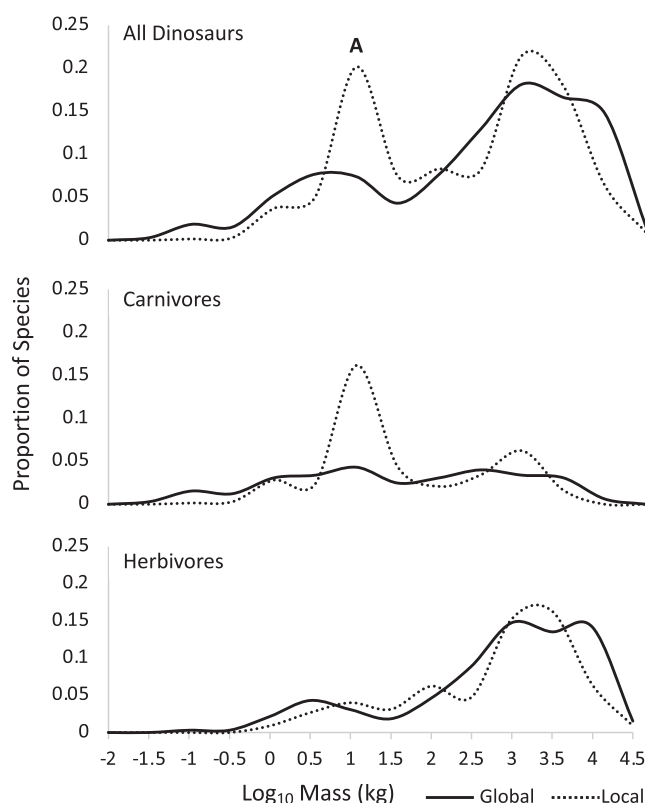 0.25
All Dinosaurs
A
0.2
0.15
0.1
0.05
0
0.25
Carnivores
0.2
0.15
0.1
0.05
0
Proportion of Species
0.25
Herbivores
0.2
0.15
0.1
0.05
0
-2 -1.5 -1 -0.5 0 0.5 1 1.5 2 2.5 3 3.5 4 4.5
Log10 Mass (kg)
Global
Local